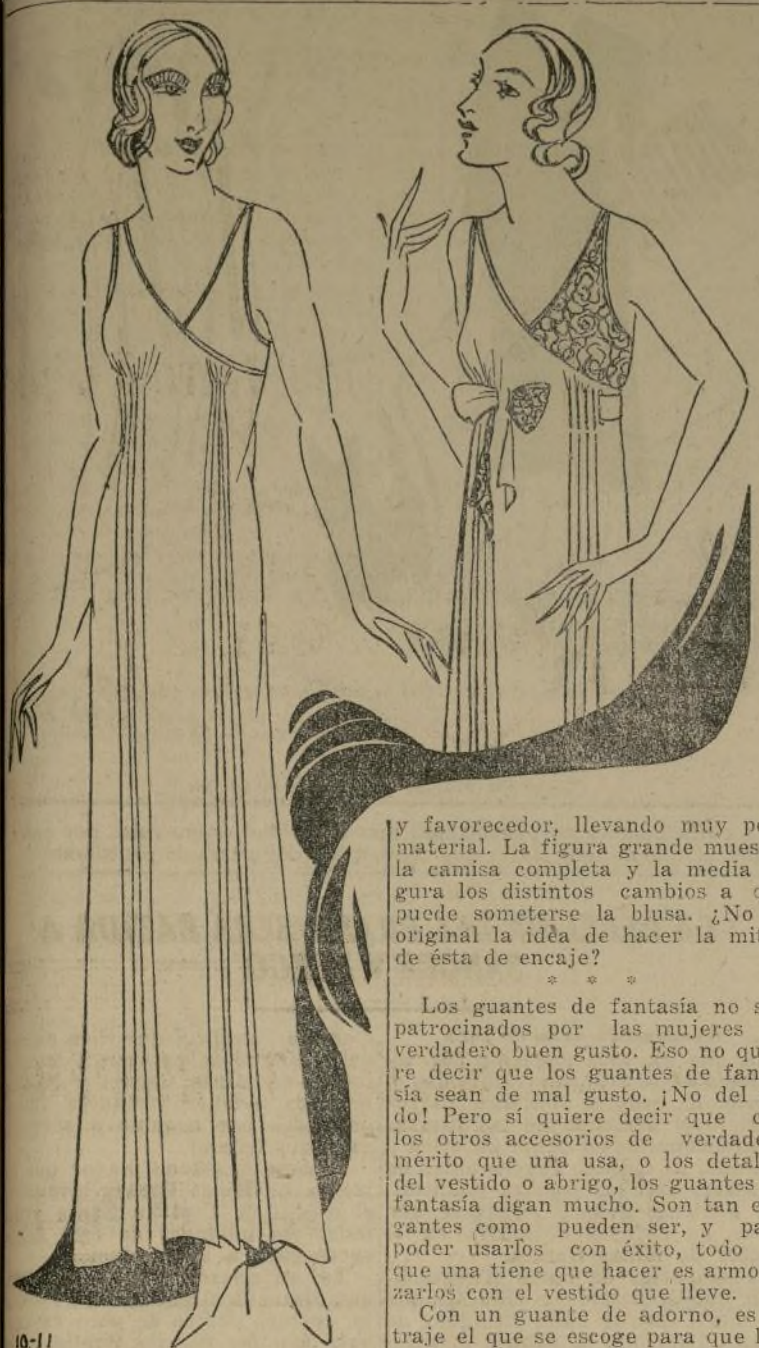 y favorecedor, llevando muy
material. La figura grande mues
la camisa completa y la media
gura los distintos cambios a
puede someterse la blusa. ¿No
original la idea de hacer la mit
de ésta de encaje?
* * *
Los guantes de fantasía no s
patrocinados por las mujeres
verdadero buen gusto. Eso no qu
re decir que los guantes de fan
sía sean de mal gusto. ¡No del
do! Pero sí quiere decir que
los otros accesorios de verdade
mérito que una usa, o los detal
del vestido o abrigo, los guantes
fantasía digan mucho. Son tan e
gantes como pueden ser, y pa
poder usarlos con éxito, todo
que una tiene que hacer es armo
zarlos con el vestido que lleve.
Con un guante de adorno, es
traje el que se escoge para que
10-11